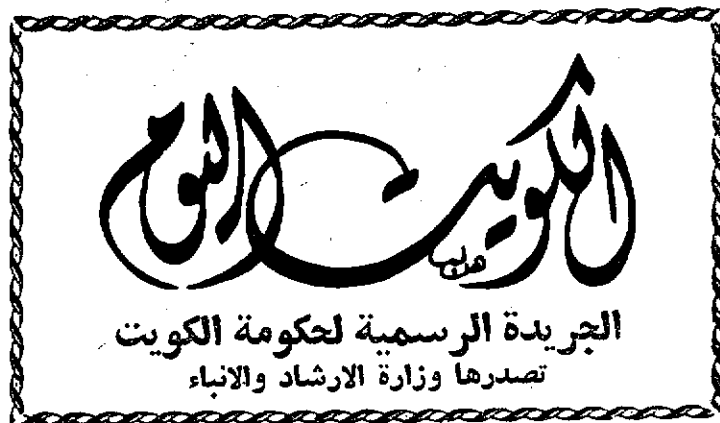 الكويت اليوم
الجريدة الرسمية لحكومة الكويت
تصدرها وزارة الارشاد والانباء